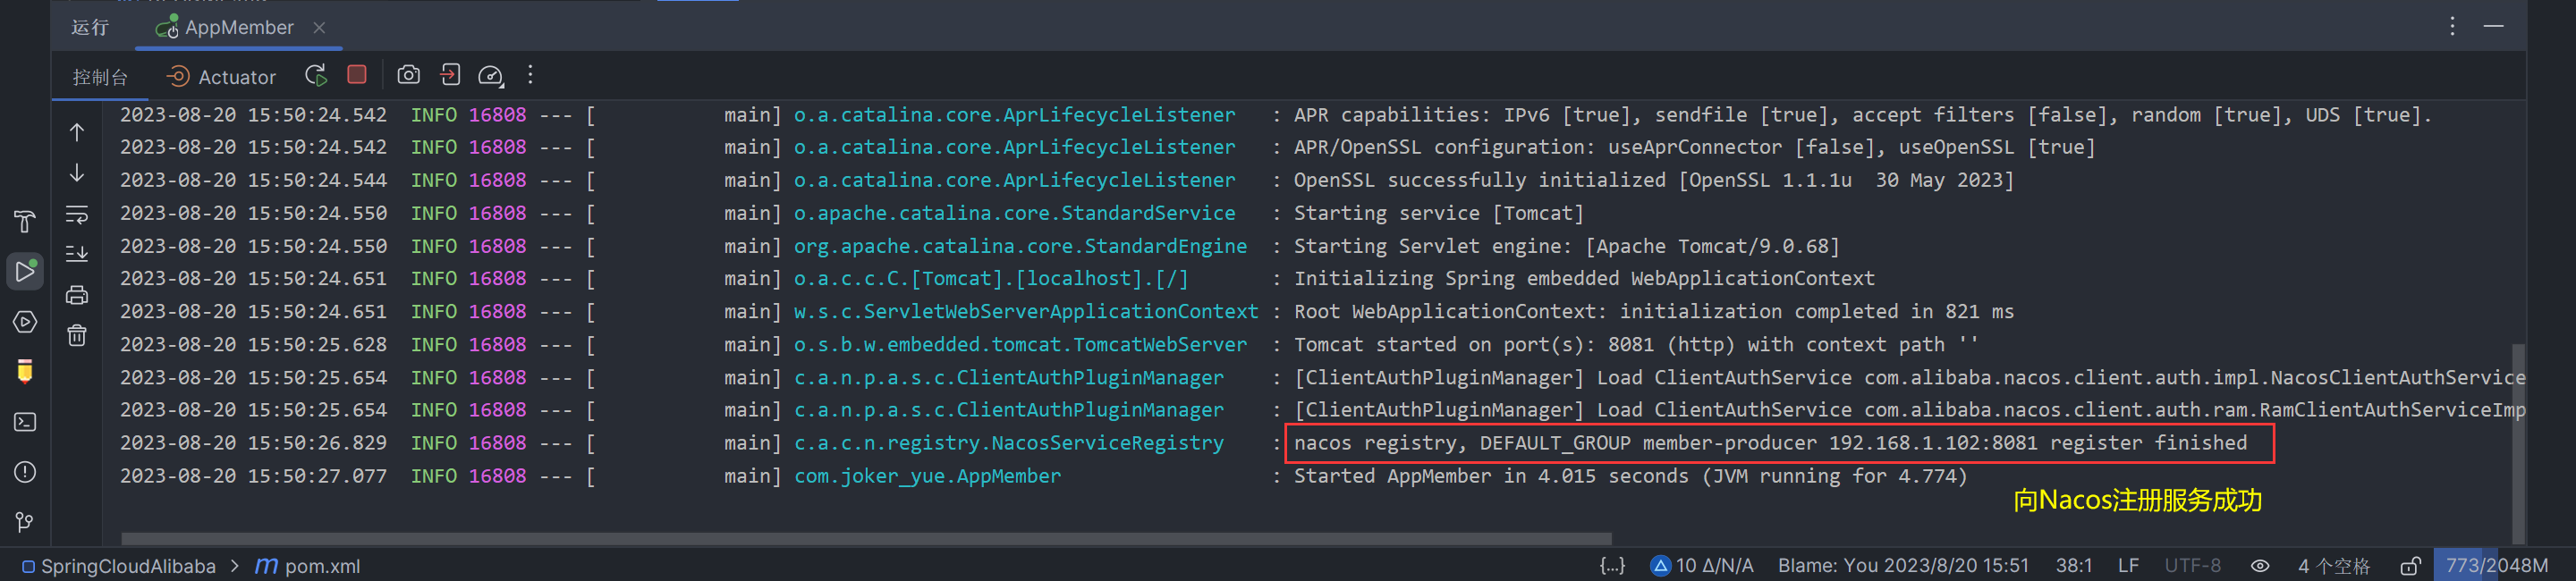 运行 AppMember
控制台 Actuator
2023-08-20 15:50:24.542  INFO 16808 --- [           main] o.a.catalina.core.AprLifecycleListener   : APR capabilities: IPv6 [true], sendfile [true], accept filters [false], random [true], UDS [true].
2023-08-20 15:50:24.542  INFO 16808 --- [           main] o.a.catalina.core.AprLifecycleListener   : APR/OpenSSL configuration: useAprConnector [false], useOpenSSL [true]
2023-08-20 15:50:24.544  INFO 16808 --- [           main] o.a.catalina.core.AprLifecycleListener   : OpenSSL successfully initialized [OpenSSL 1.1.1u  30 May 2023]
2023-08-20 15:50:24.550  INFO 16808 --- [           main] o.apache.catalina.core.StandardService   : Starting service [Tomcat]
2023-08-20 15:50:24.550  INFO 16808 --- [           main] org.apache.catalina.core.StandardEngine  : Starting Servlet engine: [Apache Tomcat/9.0.68]
2023-08-20 15:50:24.651  INFO 16808 --- [           main] o.a.c.c.C.[Tomcat].[localhost].[/]       : Initializing Spring embedded WebApplicationContext
2023-08-20 15:50:24.651  INFO 16808 --- [           main] w.s.c.ServletWebServerApplicationContext : Root WebApplicationContext: initialization completed in 821 ms
2023-08-20 15:50:25.628  INFO 16808 --- [           main] o.s.b.w.embedded.tomcat.TomcatWebServer  : Tomcat started on port(s): 8081 (http) with context path ''
2023-08-20 15:50:25.654  INFO 16808 --- [           main] c.a.n.p.a.s.c.ClientAuthPluginManager    : [ClientAuthPluginManager] Load ClientAuthService com.alibaba.nacos.client.auth.impl.NacosClientAuthService
2023-08-20 15:50:25.654  INFO 16808 --- [           main] c.a.n.p.a.s.c.ClientAuthPluginManager    : [ClientAuthPluginManager] Load ClientAuthService com.alibaba.nacos.client.auth.ram.RamClientAuthServiceImp
2023-08-20 15:50:26.829  INFO 16808 --- [           main] c.a.c.n.registry.NacosServiceRegistry    : nacos registry, DEFAULT_GROUP member-producer 192.168.1.102:8081 register finished
2023-08-20 15:50:27.077  INFO 16808 --- [           main] com.joker_yue.AppMember                  : Started AppMember in 4.015 seconds (JVM running for 4.774)
向Nacos注册服务成功
SpringCloudAlibaba > m pom.xml {...} 10 Δ/N/A Blame: You 2023/8/20 15:51 38:1 LF UTF-8 4 个空格 773/2048M